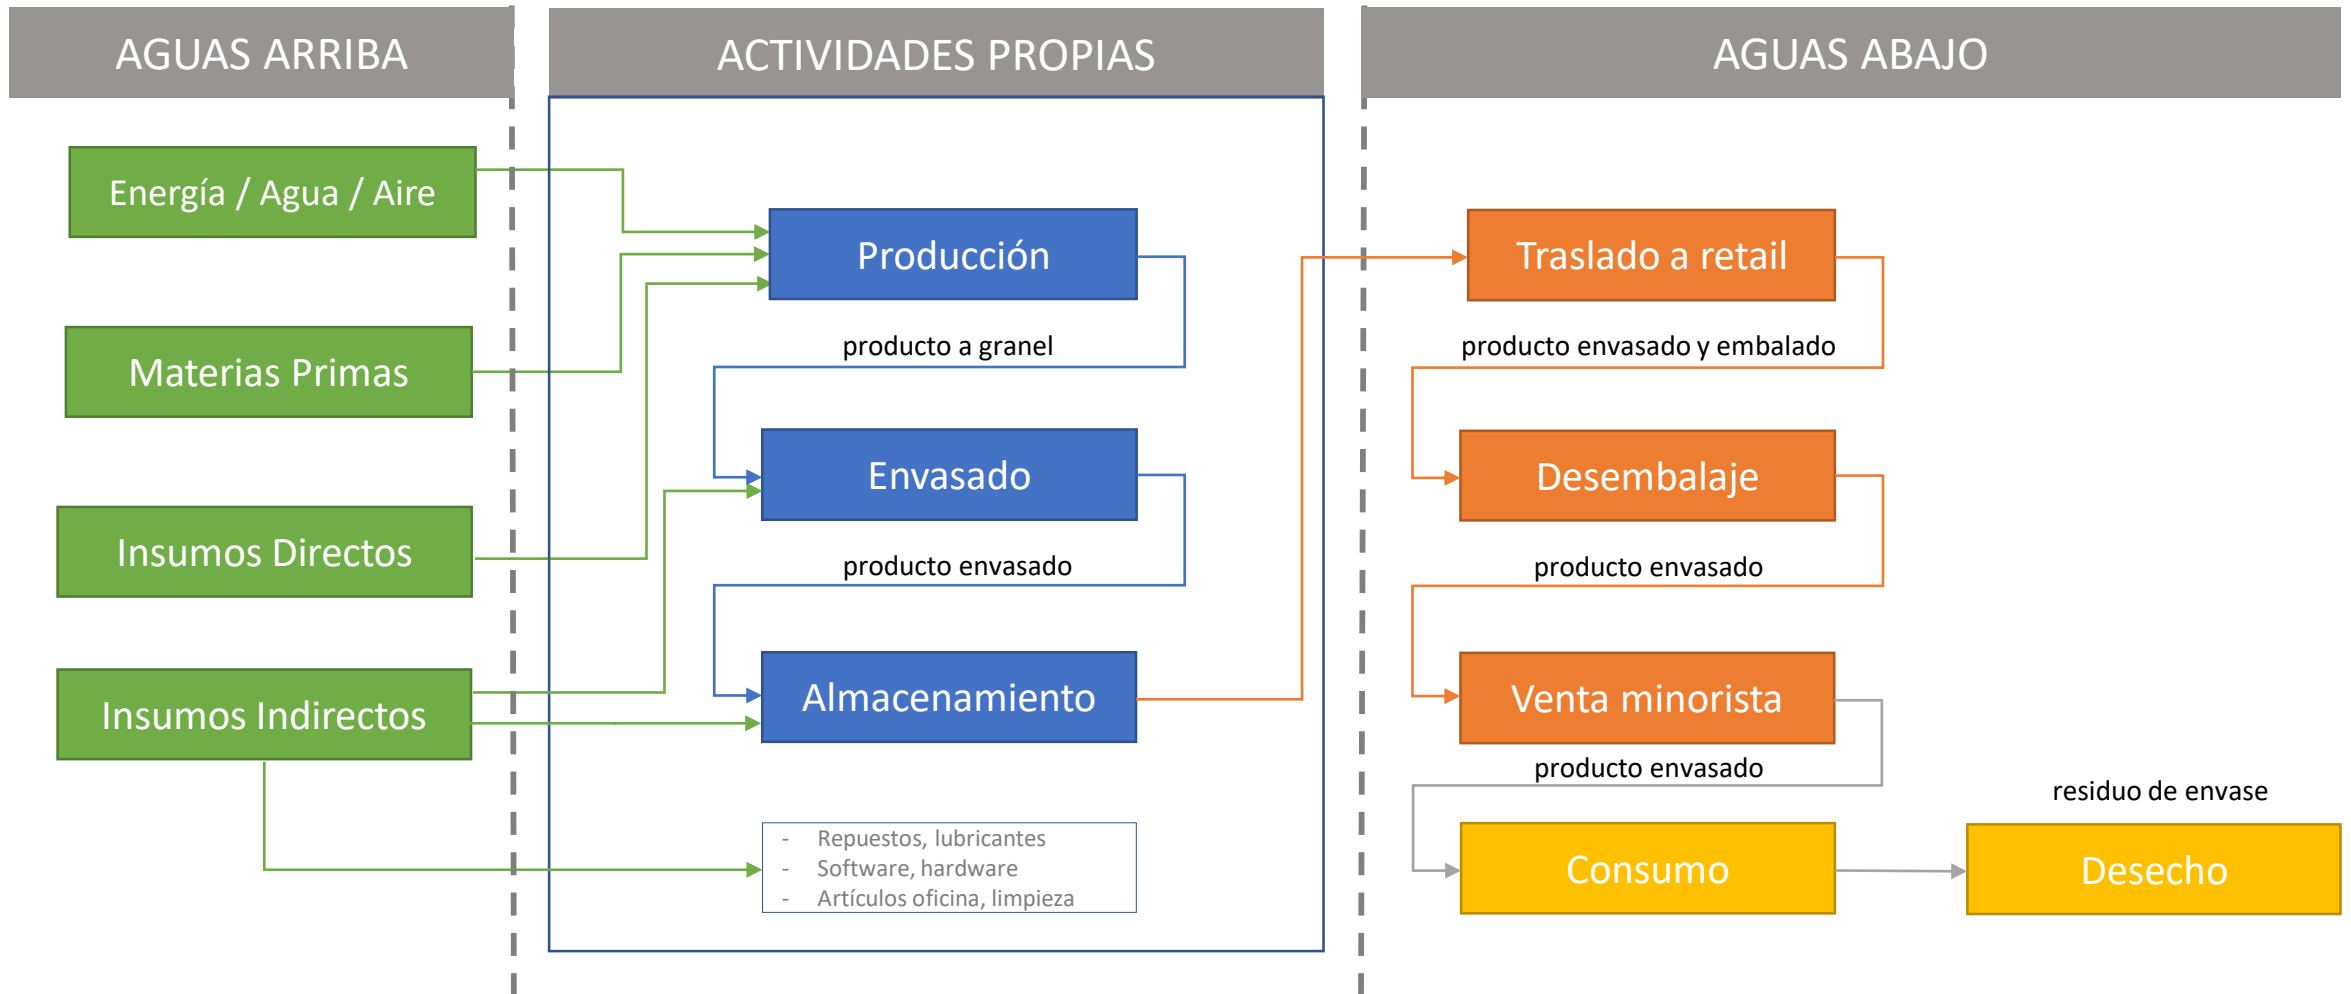 AGUAS ARRIBA
ACTIVIDADES PROPIAS
AGUAS ABAJO
Energía / Agua / Aire
Materias Primas
Insumos Directos
Insumos Indirectos
Producción
producto a granel
Envasado
producto envasado
Almacenamiento
- Repuestos, lubricantes
- Software, hardware
- Artículos oficina, limpieza
Traslado a retail
producto envasado y embalado
Desembalaje
producto envasado
Venta minorista
producto envasado
Consumo
residuo de envase
Desecho